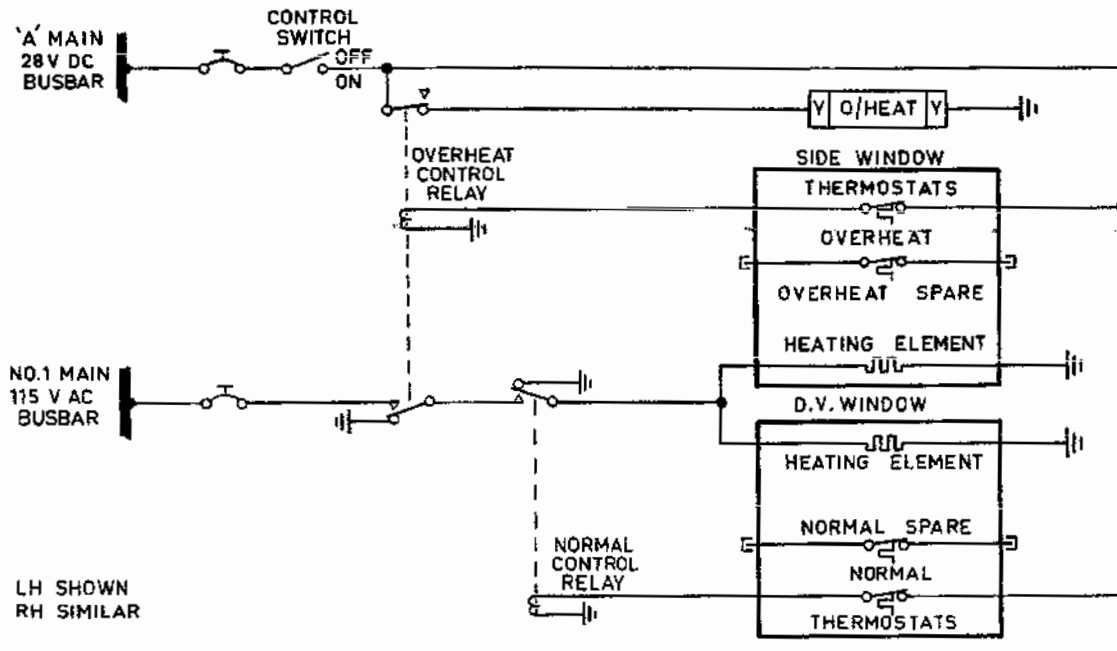 'A' MAIN
28V DC
BUSBAR
CONTROL
SWITCH
OFF
ON
Y O/HEAT Y
OVERHEAT
CONTROL
RELAY
SIDE WINDOW
THERMOSTATS
OVERHEAT
OVERHEAT SPARE
HEATING ELEMENT
NO.1 MAIN
115 V AC
BUSBAR
D.V. WINDOW
HEATING ELEMENT
NORMAL SPARE
NORMAL
THERMOSTATS
NORMAL
CONTROL
RELAY
LH SHOWN
RH SIMILAR